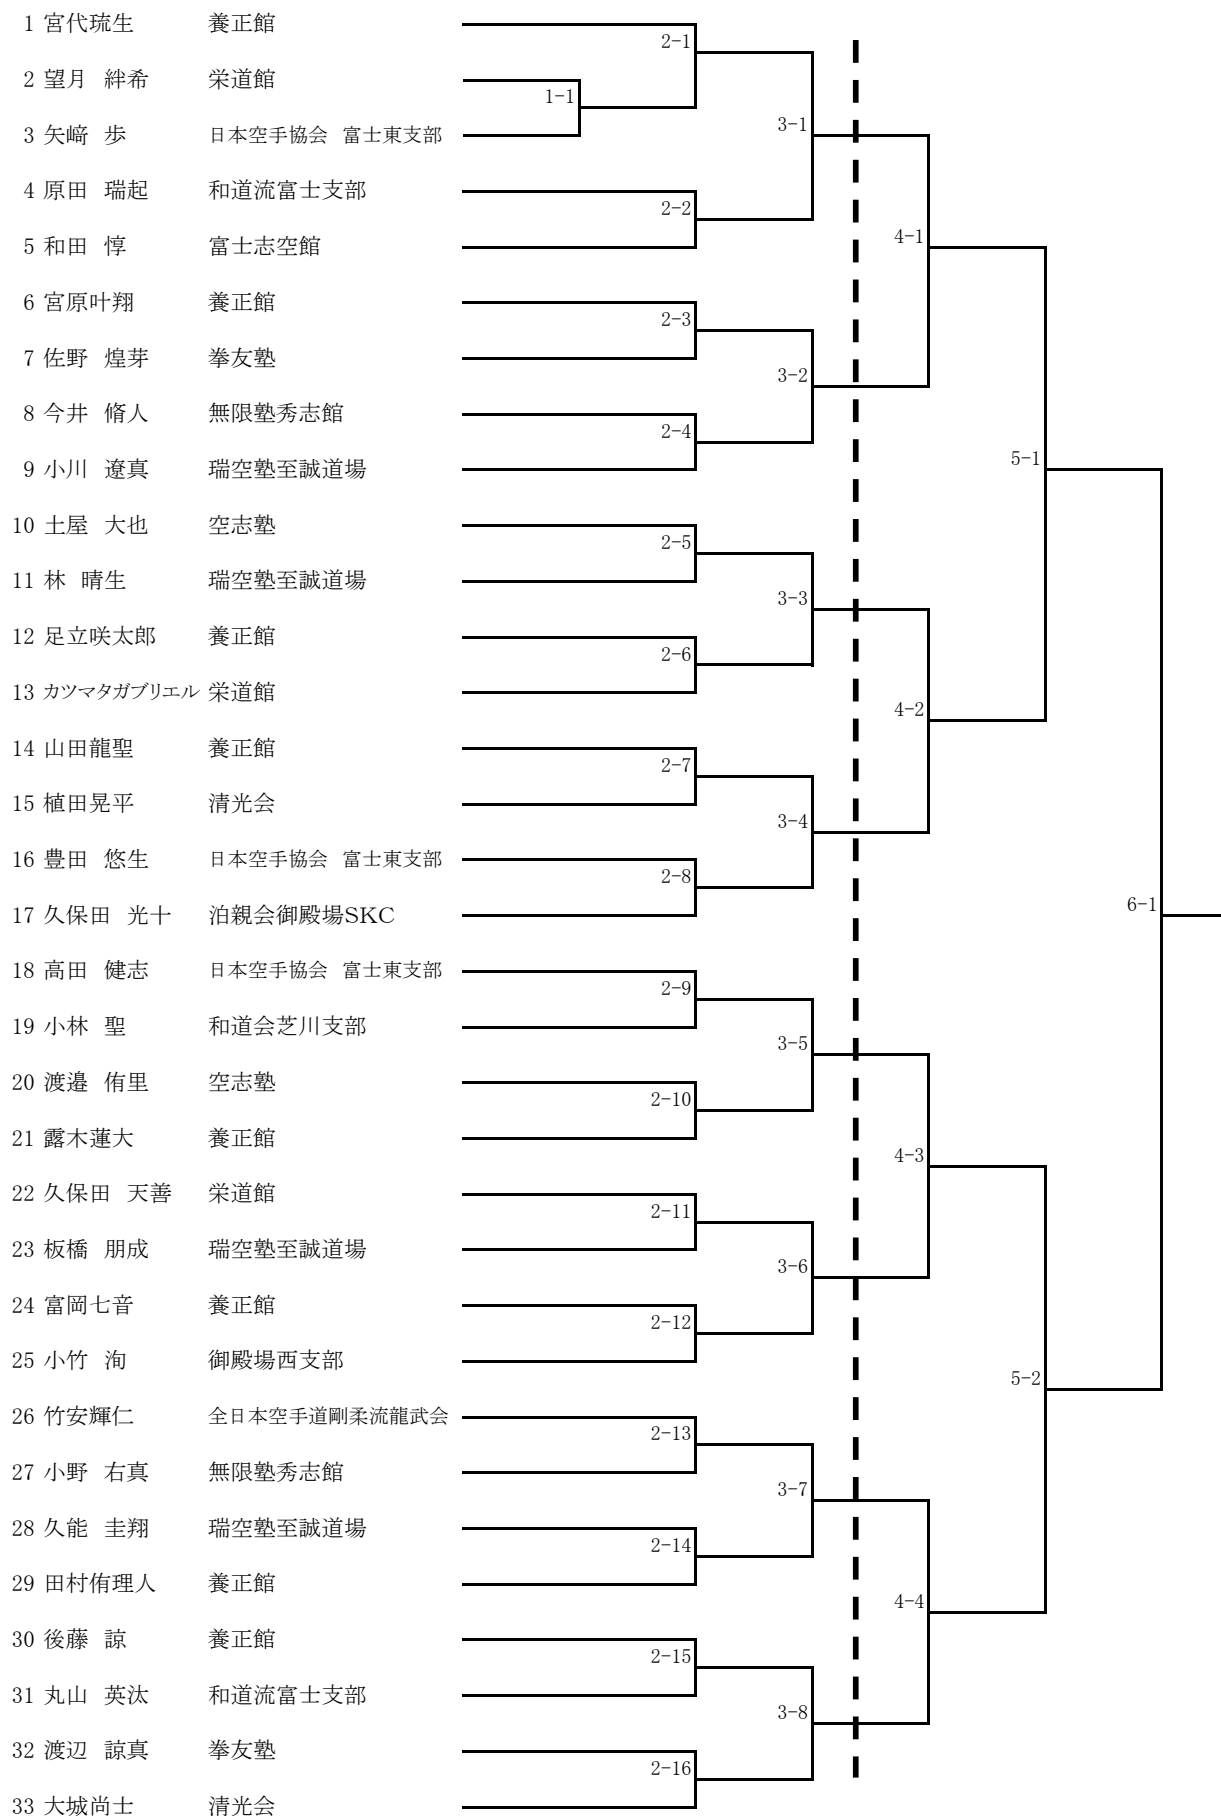 1 宮代琉生 養正館
2-1
2 望月 絆希 栄道館
1-1
3 矢﨑 歩 日本空手協会 富士東支部
3-1
4 原田 瑞起 和道流富士支部
2-2
5 和田 惇 富士志空館
4-1
6 宮原叶翔 養正館
2-3
7 佐野 煌芽 拳友塾
3-2
8 今井 脩人 無限塾秀志館
2-4
9 小川 遼真 瑞空塾至誠道場
5-1
10 土屋 大也 空志塾
2-5
11 林 晴生 瑞空塾至誠道場
3-3
12 足立咲太郎 養正館
2-6
13 カツマタガブリエル 栄道館
4-2
14 山田龍聖 養正館
2-7
15 植田晃平 清光会
3-4
16 豊田 悠生 日本空手協会 富士東支部
2-8
17 久保田 光十 泊親会御殿場SKC
6-1
18 高田 健志 日本空手協会 富士東支部
2-9
19 小林 聖 和道会芝川支部
3-5
20 渡邉 侑里 空志塾
2-10
21 露木蓮大 養正館
4-3
22 久保田 天善 栄道館
2-11
23 板橋 朋成 瑞空塾至誠道場
3-6
24 富岡七音 養正館
2-12
25 小竹 洵 御殿場西支部
5-2
26 竹安輝仁 全日本空手道剛柔流龍武会
2-13
27 小野 右真 無限塾秀志館
3-7
28 久能 圭翔 瑞空塾至誠道場
2-14
29 田村侑理人 養正館
4-4
30 後藤 諒 養正館
2-15
31 丸山 英汰 和道流富士支部
3-8
32 渡辺 諒真 拳友塾
2-16
33 大城尚士 清光会